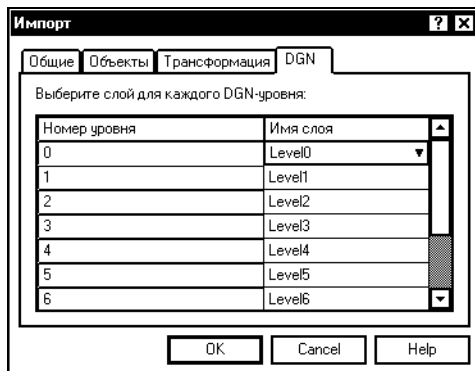 Импорт
Общие Объекты Трансформация DGN
Выберите слой для каждого DGN-уровня:
Номер уровня Имя слоя
0 Level0
1 Level1
2 Level2
3 Level3
4 Level4
5 Level5
6 Level6
OK Cancel Help